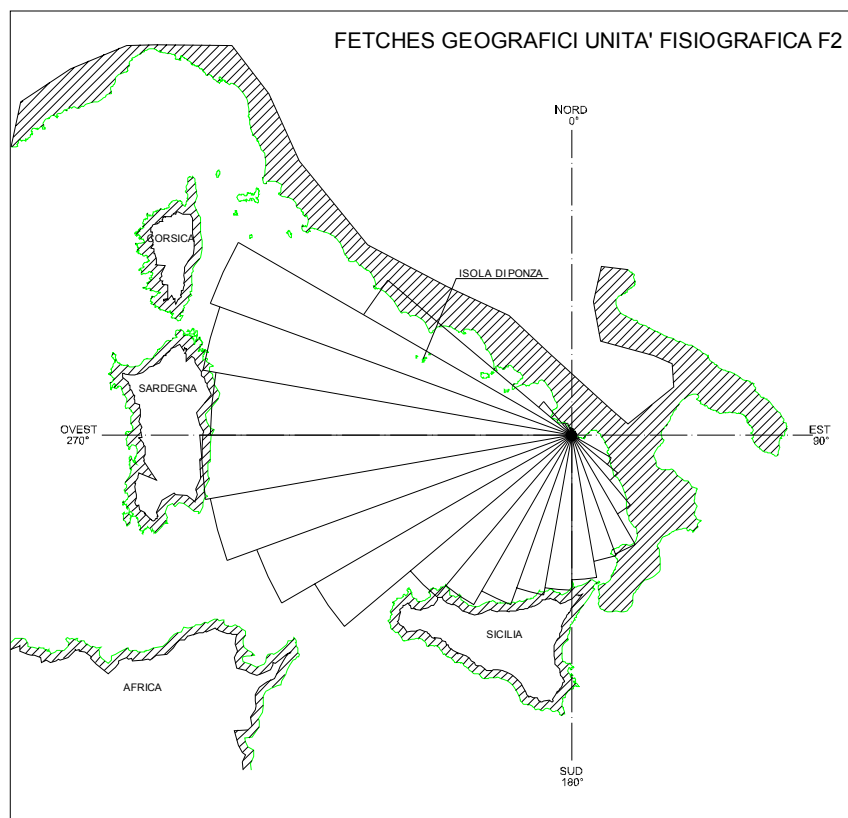 FETCHES GEOGRAFICI UNITA' FISIOGRAFICA F2
NORD
0°
CORSICA
ISOLA DI PONZA
SARDEGNA
OVEST
270°
EST
90°
SICILIA
AFRICA
SUD
180°